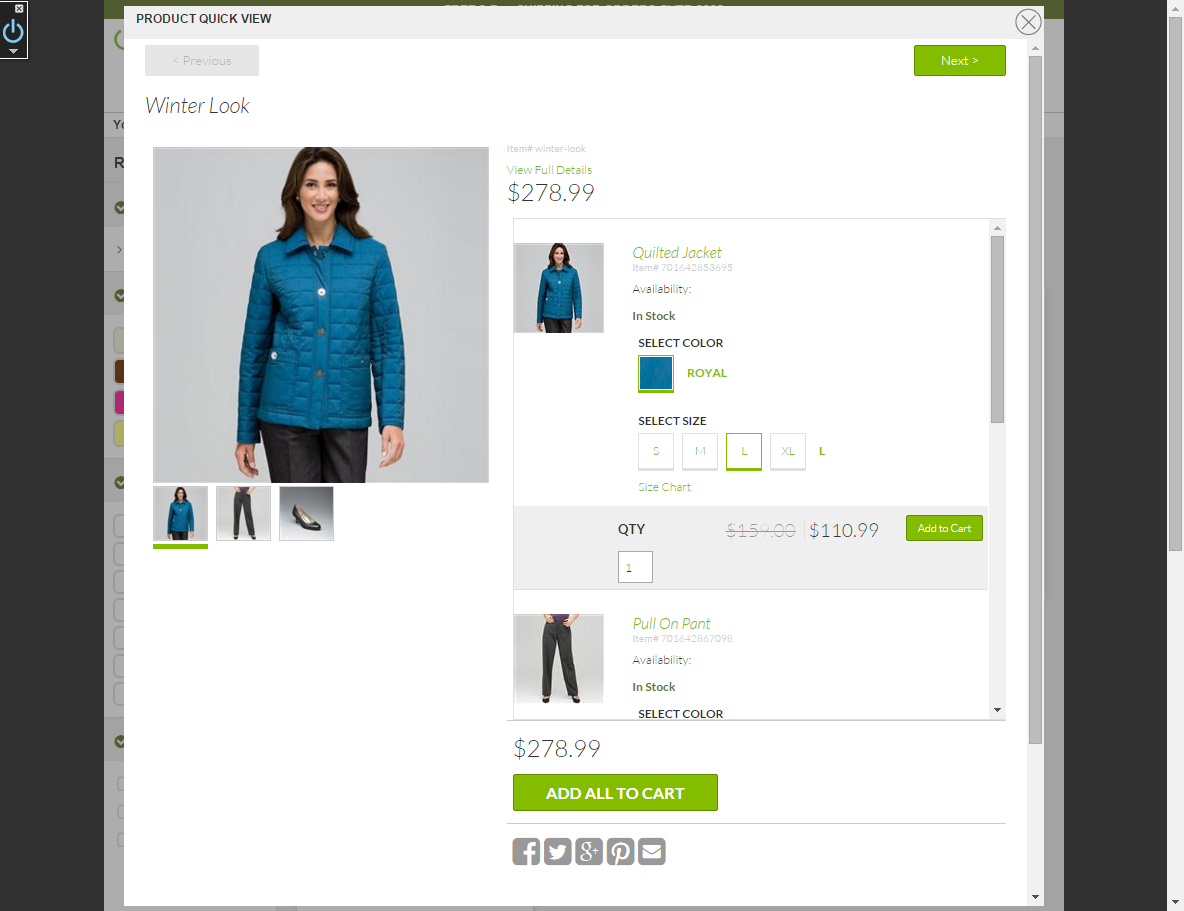 PRODUCT QUICK VIEW
< Previous
Next >
Winter Look
Item# winter-look
View Full Details
$278.99
Quilted Jacket
Item# 701642853695
Availability:
In Stock
SELECT COLOR
ROYAL
SELECT SIZE
S M L XL L
Size Chart
QTY
$159.00 $110.99
Add to Cart
1
Pull On Pant
Item# 701642867098
Availability:
In Stock
SELECT COLOR
$278.99
ADD ALL TO CART